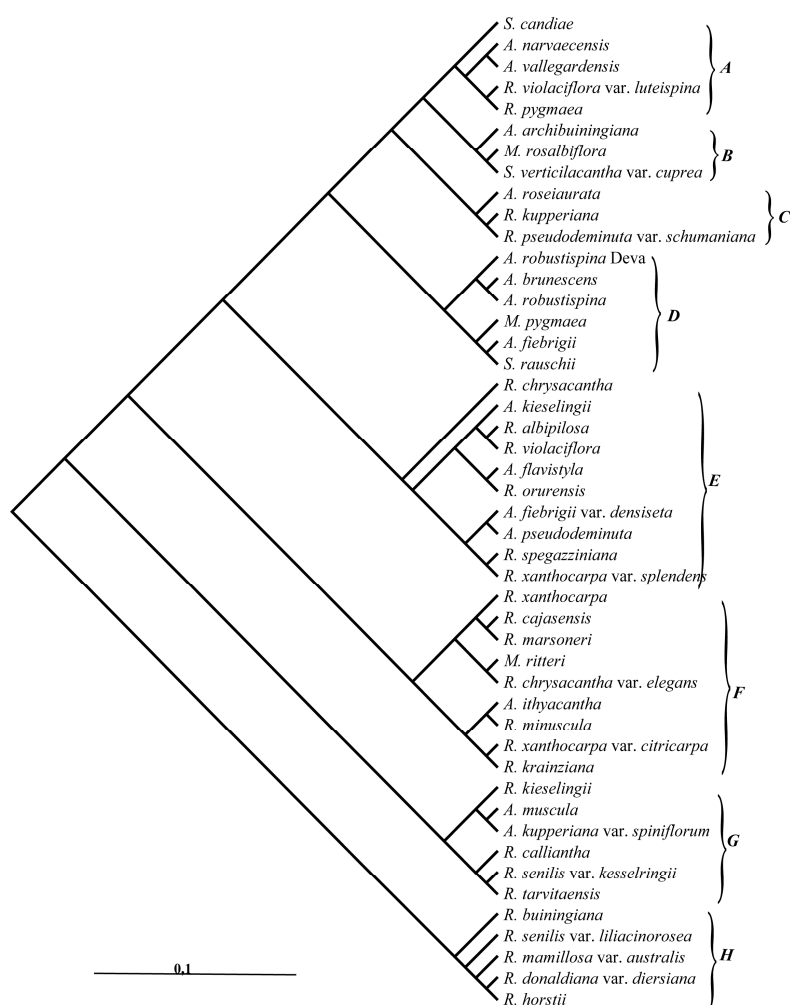 S. candiae
A. narvaecensis
A. vallegardensis
R. violaciflora var. luteispina
R. pygmaea
A
A. archibuiningiana
M. rosalbiflora
S. verticilacantha var. cuprea
B
A. roseiaurata
R. kupperiana
R. pseudodeminuta var. schumaniana
C
A. robustispina Deva
A. brunescens
A. robustispina
M. pygmaea
A. fiebrigii
S. rauschii
D
R. chrysacantha
A. kieselingii
R. albipilosa
R. violaciflora
A. flavistyla
R. orurensis
A. fiebrigii var. densiseta
A. pseudodeminuta
R. spegazziniana
R. xanthocarpa var. splendens
E
R. xanthocarpa
R. cajasensis
R. marsoneri
M. ritteri
R. chrysacantha var. elegans
A. ithyacantha
R. minuscula
R. xanthocarpa var. citricarpa
R. krainziana
F
R. kieselingii
A. muscula
A. kupperiana var. spiniflorum
R. calliantha
R. senilis var. kesselringii
R. tarvitaensis
G
R. buiningiana
R. senilis var. liliacinorosea
R. mamillosa var. australis
R. donaldiana var. diersiana
R. horstii
H
0,1